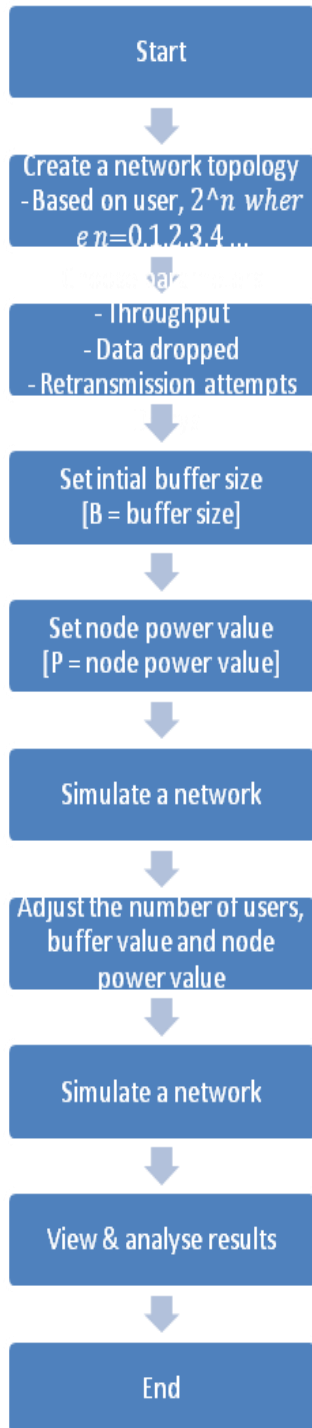 Start
Create a network topology
- Based on user, 2^n wher
e n=0.1.2.3.4 ...
- Throughput
- Data dropped
- Retransmission attempts
Set intial buffer size
[B = buffer size]
Set node power value
[P = node power value]
Simulate a network
Adjust the number of users,
buffer value and node
power value
Simulate a network
View & analyse results
End